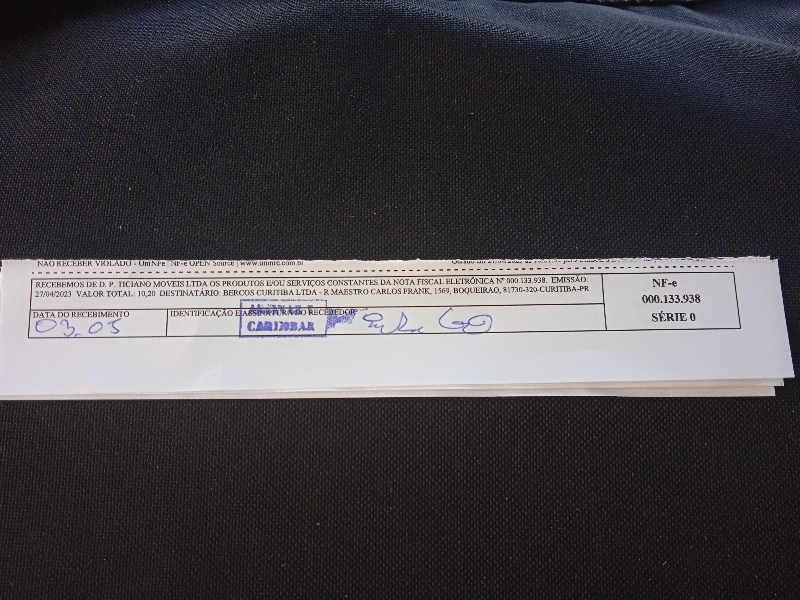 NAO RECEBER VIOLADO - UniNFe | NF-e OPEN Source | www.uninfe.com.br
RECEBEMOS DE D. P. TICIANO MOVEIS LTDA OS PRODUTOS E/OU SERVIÇOS CONSTANTES DA NOTA FISCAL ELETRÔNICA Nº 000.133.938. EMISSÃO:
27/04/2023 VALOR TOTAL: 10,20 DESTINATÁRIO: BERCOS CURITIBA LTDA - R MAESTRO CARLOS FRANK, 1569, BOQUEIRAO, 81730-320-CURITIBA-PR
DATA DO RECEBIMENTO
03.05
IDENTIFICAÇÃO E ASSINATURA DO RECEBEDOR
NF-e
000.133.938
SÉRIE 0